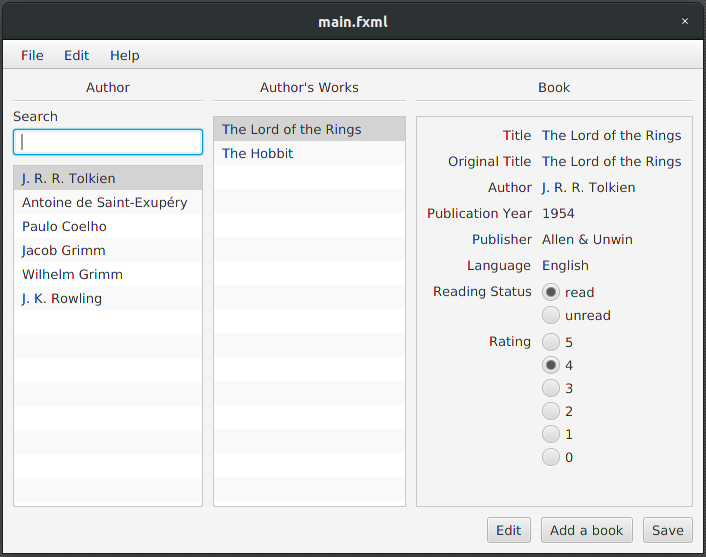 main.fxml
×
File Edit Help
Author
Search
J. R. R. Tolkien
Antoine de Saint-Exupéry
Paulo Coelho
Jacob Grimm
Wilhelm Grimm
J. K. Rowling
Author's Works
The Lord of the Rings
The Hobbit
Book
Title The Lord of the Rings
Original Title The Lord of the Rings
Author J. R. R. Tolkien
Publication Year 1954
Publisher Allen & Unwin
Language English
Reading Status read
unread
Rating 5
4
3
2
1
0
Edit Add a book Save